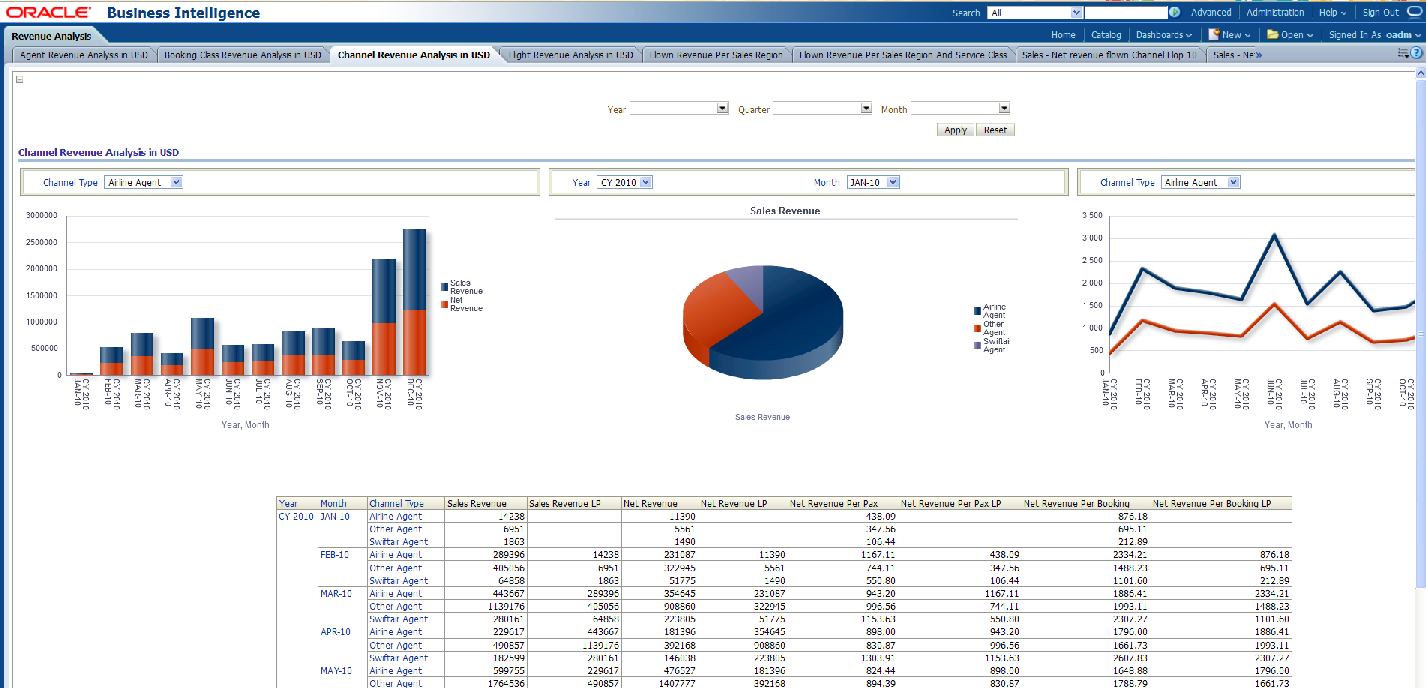 ORACLE Business Intelligence
Search All Advanced Administration Help Sign Out
Revenue Analysis
Home Catalog Dashboards New Open Signed In As oadm
Agent Revenue Analysis in USD Booking Class Revenue Analysis in USD Channel Revenue Analysis in USD Flight Revenue Analysis in USD Flown Revenue Per Sales Region Flown Revenue Per Sales Region And Service Class Sales - Net revenue flown Channel Top 10 Sales -
Year Quarter Month
Apply Reset
Channel Revenue Analysis in USD
Channel Type Airline Agent
Year CY 2010 Month JAN-10
Channel Type Airline Agent
3000000
2500000
2000000
1500000
1000000
500000
0
CY 2010 JAN-10
CY 2010 FEB-10
CY 2010 MAR-10
CY 2010 APR-10
CY 2010 MAY-10
CY 2010 JUN-10
CY 2010 JUL-10
CY 2010 AUG-10
CY 2010 SEP-10
CY 2010 OCT-10
CY 2010 NOV-10
CY 2010 DEC-10
Year, Month
Sales Revenue
Net Revenue
Sales Revenue
Airline Agent
Other Agent
Swiftair Agent
Sales Revenue
3 500
3 000
2 500
2 000
1 500
1 000
500
0
CY 2010 JAN-10
CY 2010 FEB-10
CY 2010 MAR-10
CY 2010 APR-10
CY 2010 MAY-10
CY 2010 JUN-10
CY 2010 JUL-10
CY 2010 AUG-10
CY 2010 SEP-10
CY 2010 OCT-10
Year, Month
Year Month Channel Type Sales Revenue Sales Revenue LP Net Revenue Net Revenue LP Net Revenue Per Pax Net Revenue Per Pax LP Net Revenue Per Booking Net Revenue Per Booking LP
CY 2010 JAN-10 Airline Agent 14238 11390 438.09 876.18
Other Agent 6951 5561 347.56 695.11
Swiftair Agent 1863 1490 106.44 212.89
FEB-10 Airline Agent 289396 14238 231087 11390 1167.11 438.09 2334.21 876.18
Other Agent 405056 6951 322945 5561 744.11 347.56 1488.23 695.11
Swiftair Agent 64858 1863 51775 1490 550.80 106.44 1101.60 212.89
MAR-10 Airline Agent 443667 289396 354645 231087 943.20 1167.11 1886.41 2334.21
Other Agent 1139176 405056 908860 322945 996.56 744.11 1993.11 1488.23
Swiftair Agent 280161 64858 223805 51775 1153.63 550.80 2307.27 1101.60
APR-10 Airline Agent 229617 443667 181396 354645 898.00 943.20 1796.00 1886.41
Other Agent 490857 1139176 392168 908860 830.87 996.56 1661.73 1993.11
Swiftair Agent 182599 280161 146038 223805 1303.91 1153.63 2607.83 2307.27
MAY-10 Airline Agent 599755 229617 476527 181396 824.44 898.00 1648.88 1796.00
Other Agent 1764536 490857 1407777 392168 894.39 830.87 1788.79 1661.73